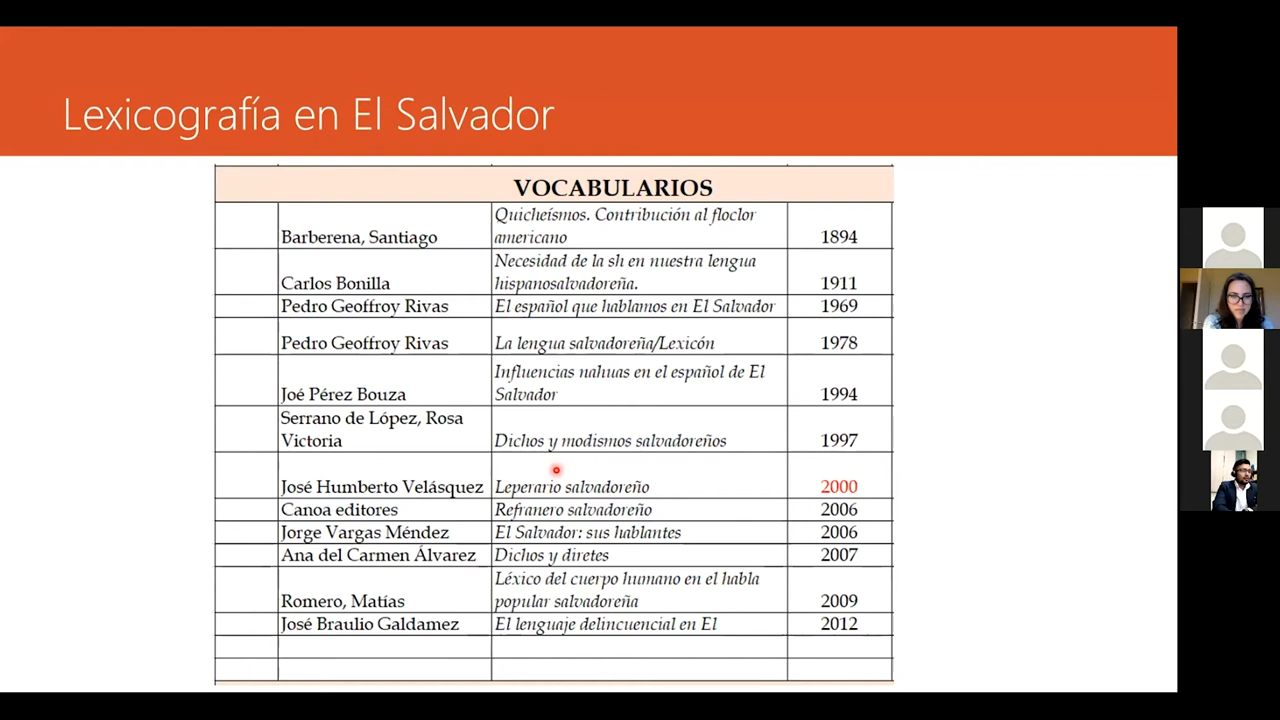 Lexicografía en El Salvador
VOCABULARIOS
Quicheísmos. Contribución al floclor
Barberena, Santiago americano 1894
Necesidad de la sh en nuestra lengua
Carlos Bonilla hispanosalvadoreña. 1911
Pedro Geoffroy Rivas El español que hablamos en El Salvador 1969
Pedro Geoffroy Rivas La lengua salvadoreña/Lexicón 1978
Influencias nahuas en el español de El
Joé Pérez Bouza Salvador 1994
Serrano de López, Rosa
Victoria Dichos y modismos salvadoreños 1997
José Humberto Velásquez Leperario salvadoreño 2000
Canoa editores Refranero salvadoreño 2006
Jorge Vargas Méndez El Salvador: sus hablantes 2006
Ana del Carmen Álvarez Dichos y diretes 2007
Léxico del cuerpo humano en el habla
Romero, Matías popular salvadoreña 2009
José Braulio Galdamez El lenguaje delincuencial en El 2012